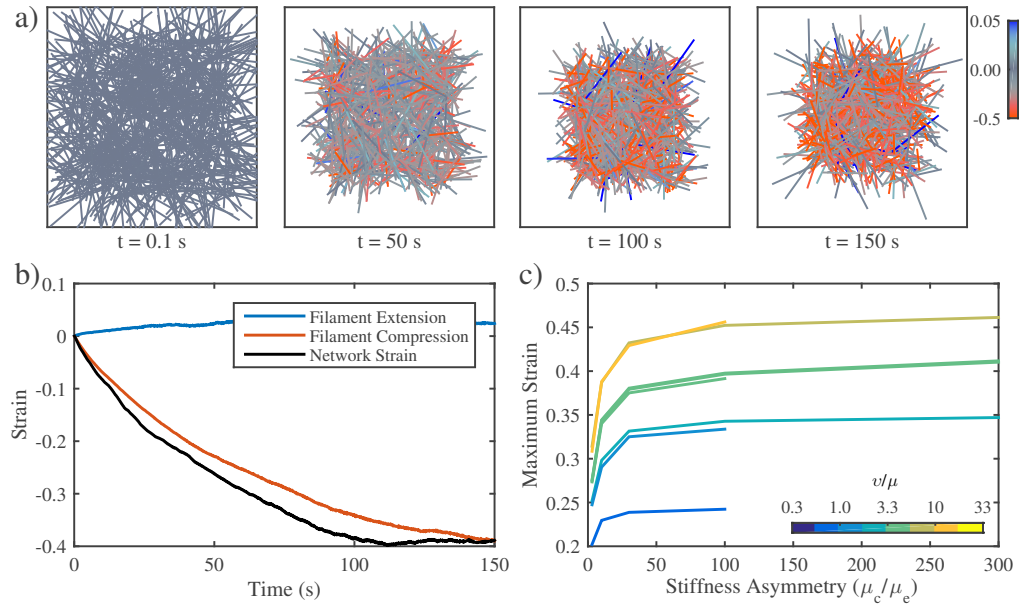 a)
0.05
0.00
-0.5
t = 0.1 s
t = 50 s
t = 100 s
t = 150 s
b)
0.1
0
-0.1
-0.2
-0.3
-0.4
Strain
Filament Extension
Filament Compression
Network Strain
0
50
100
150
Time (s)
c)
0.5
0.45
0.4
0.35
0.3
0.25
0.2
Maximum Strain
υ/μ
0.3
1.0
3.3
10
33
0
50
100
150
200
250
300
Stiffness Asymmetry (μc/μe)